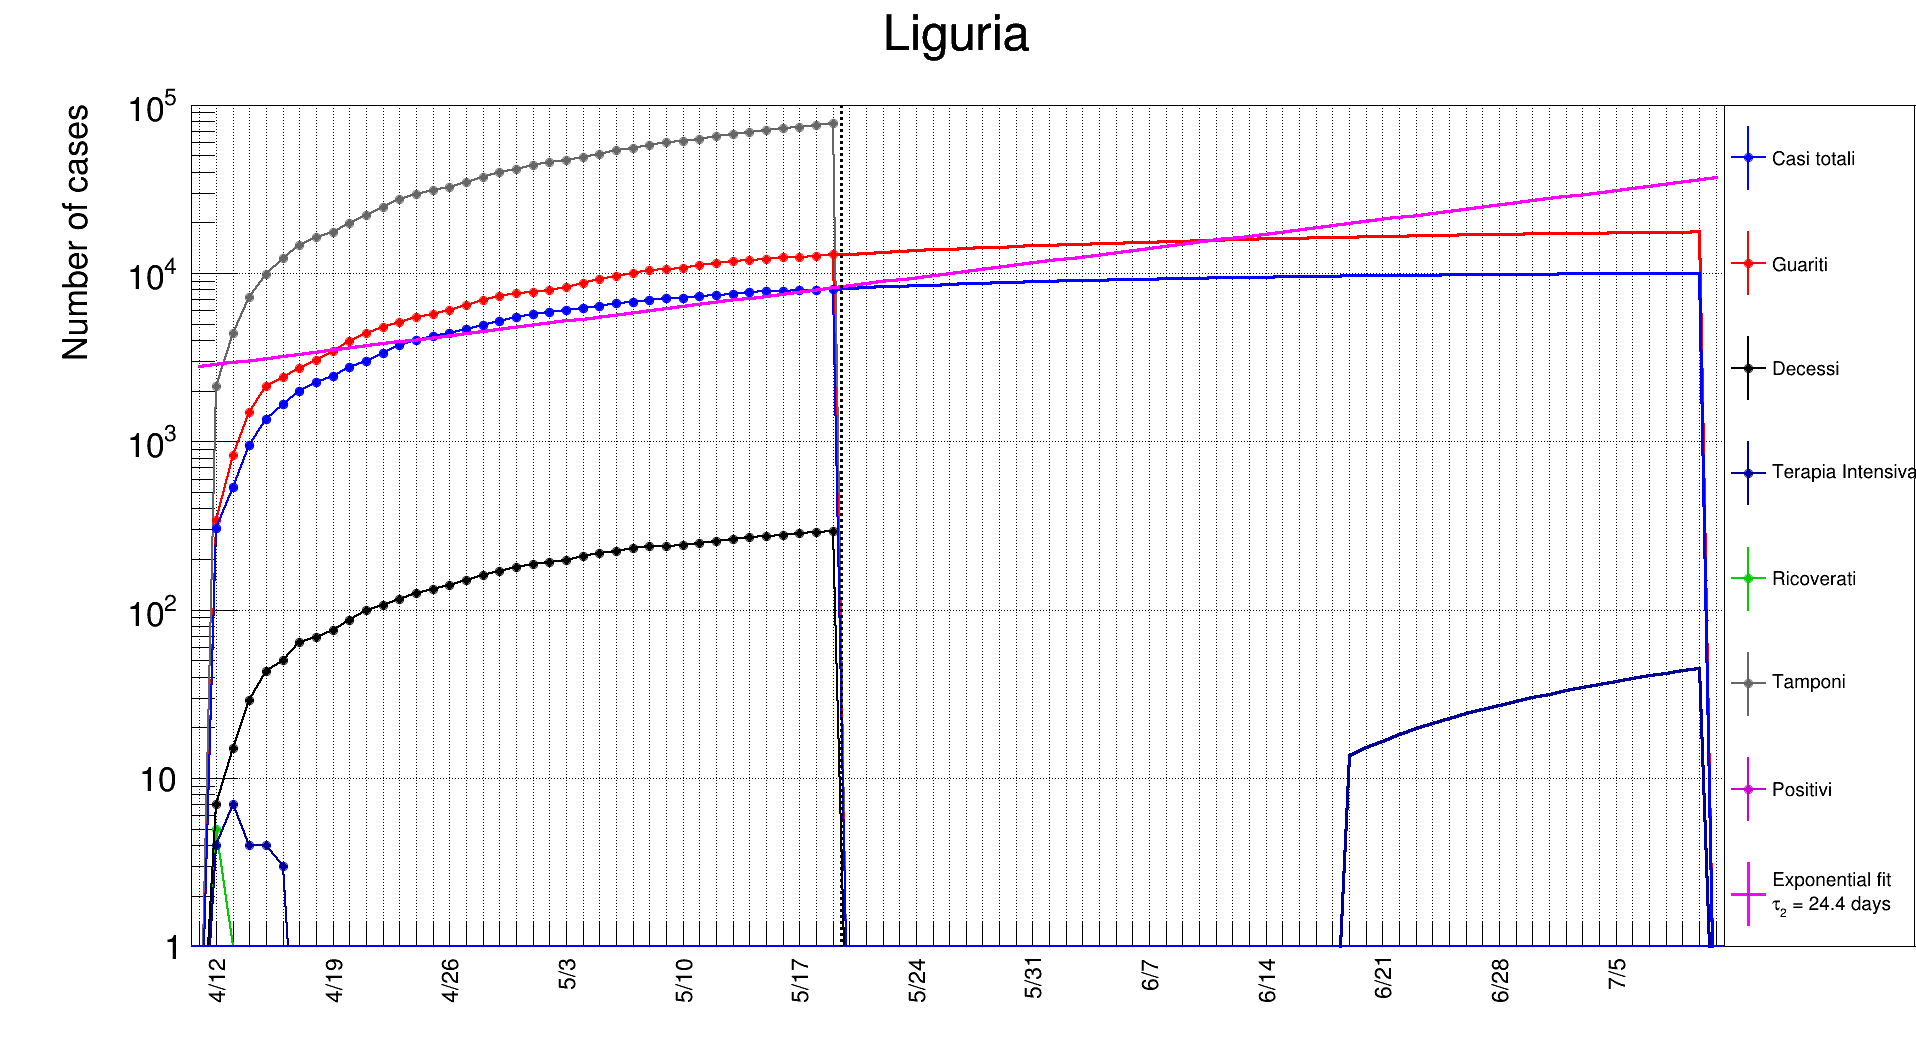 Liguria
Number of cases
10^5
10^4
10^3
10^2
10
1
4/12
4/19
4/26
5/3
5/10
5/17
5/24
5/31
6/7
6/14
6/21
6/28
7/5
Casi totali
Guariti
Decessi
Terapia Intensiva
Ricoverati
Tamponi
Positivi
Exponential fit
τ₂ = 24.4 days